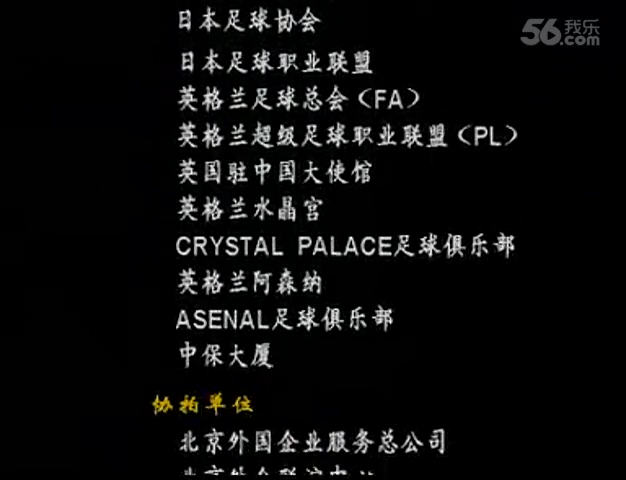 56我乐
.com
日本足球协会
日本足球职业联盟
英格兰足球总会（FA）
英格兰超级足球职业联盟（PL）
英国驻中国大使馆
英格兰水晶宫
CRYSTAL PALACE足球俱乐部
英格兰阿森纳
ASENAL足球俱乐部
中保大厦
协拍单位
北京外国企业服务总公司